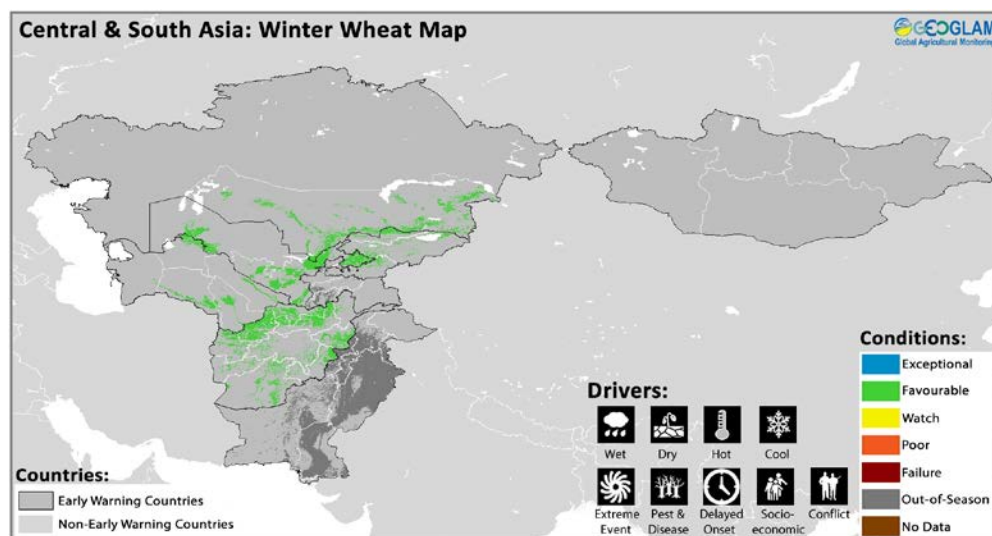 Central & South Asia: Winter Wheat Map
GEOGLAM
Global Agricultural Monitoring
Conditions:
Exceptional
Favourable
Watch
Poor
Failure
Out-of-Season
No Data
Drivers:
Wet
Dry
Hot
Cool
Extreme
Event
Pest &
Disease
Delayed
Onset
Socio-
economic
Conflict
Countries:
Early Warning Countries
Non-Early Warning Countries